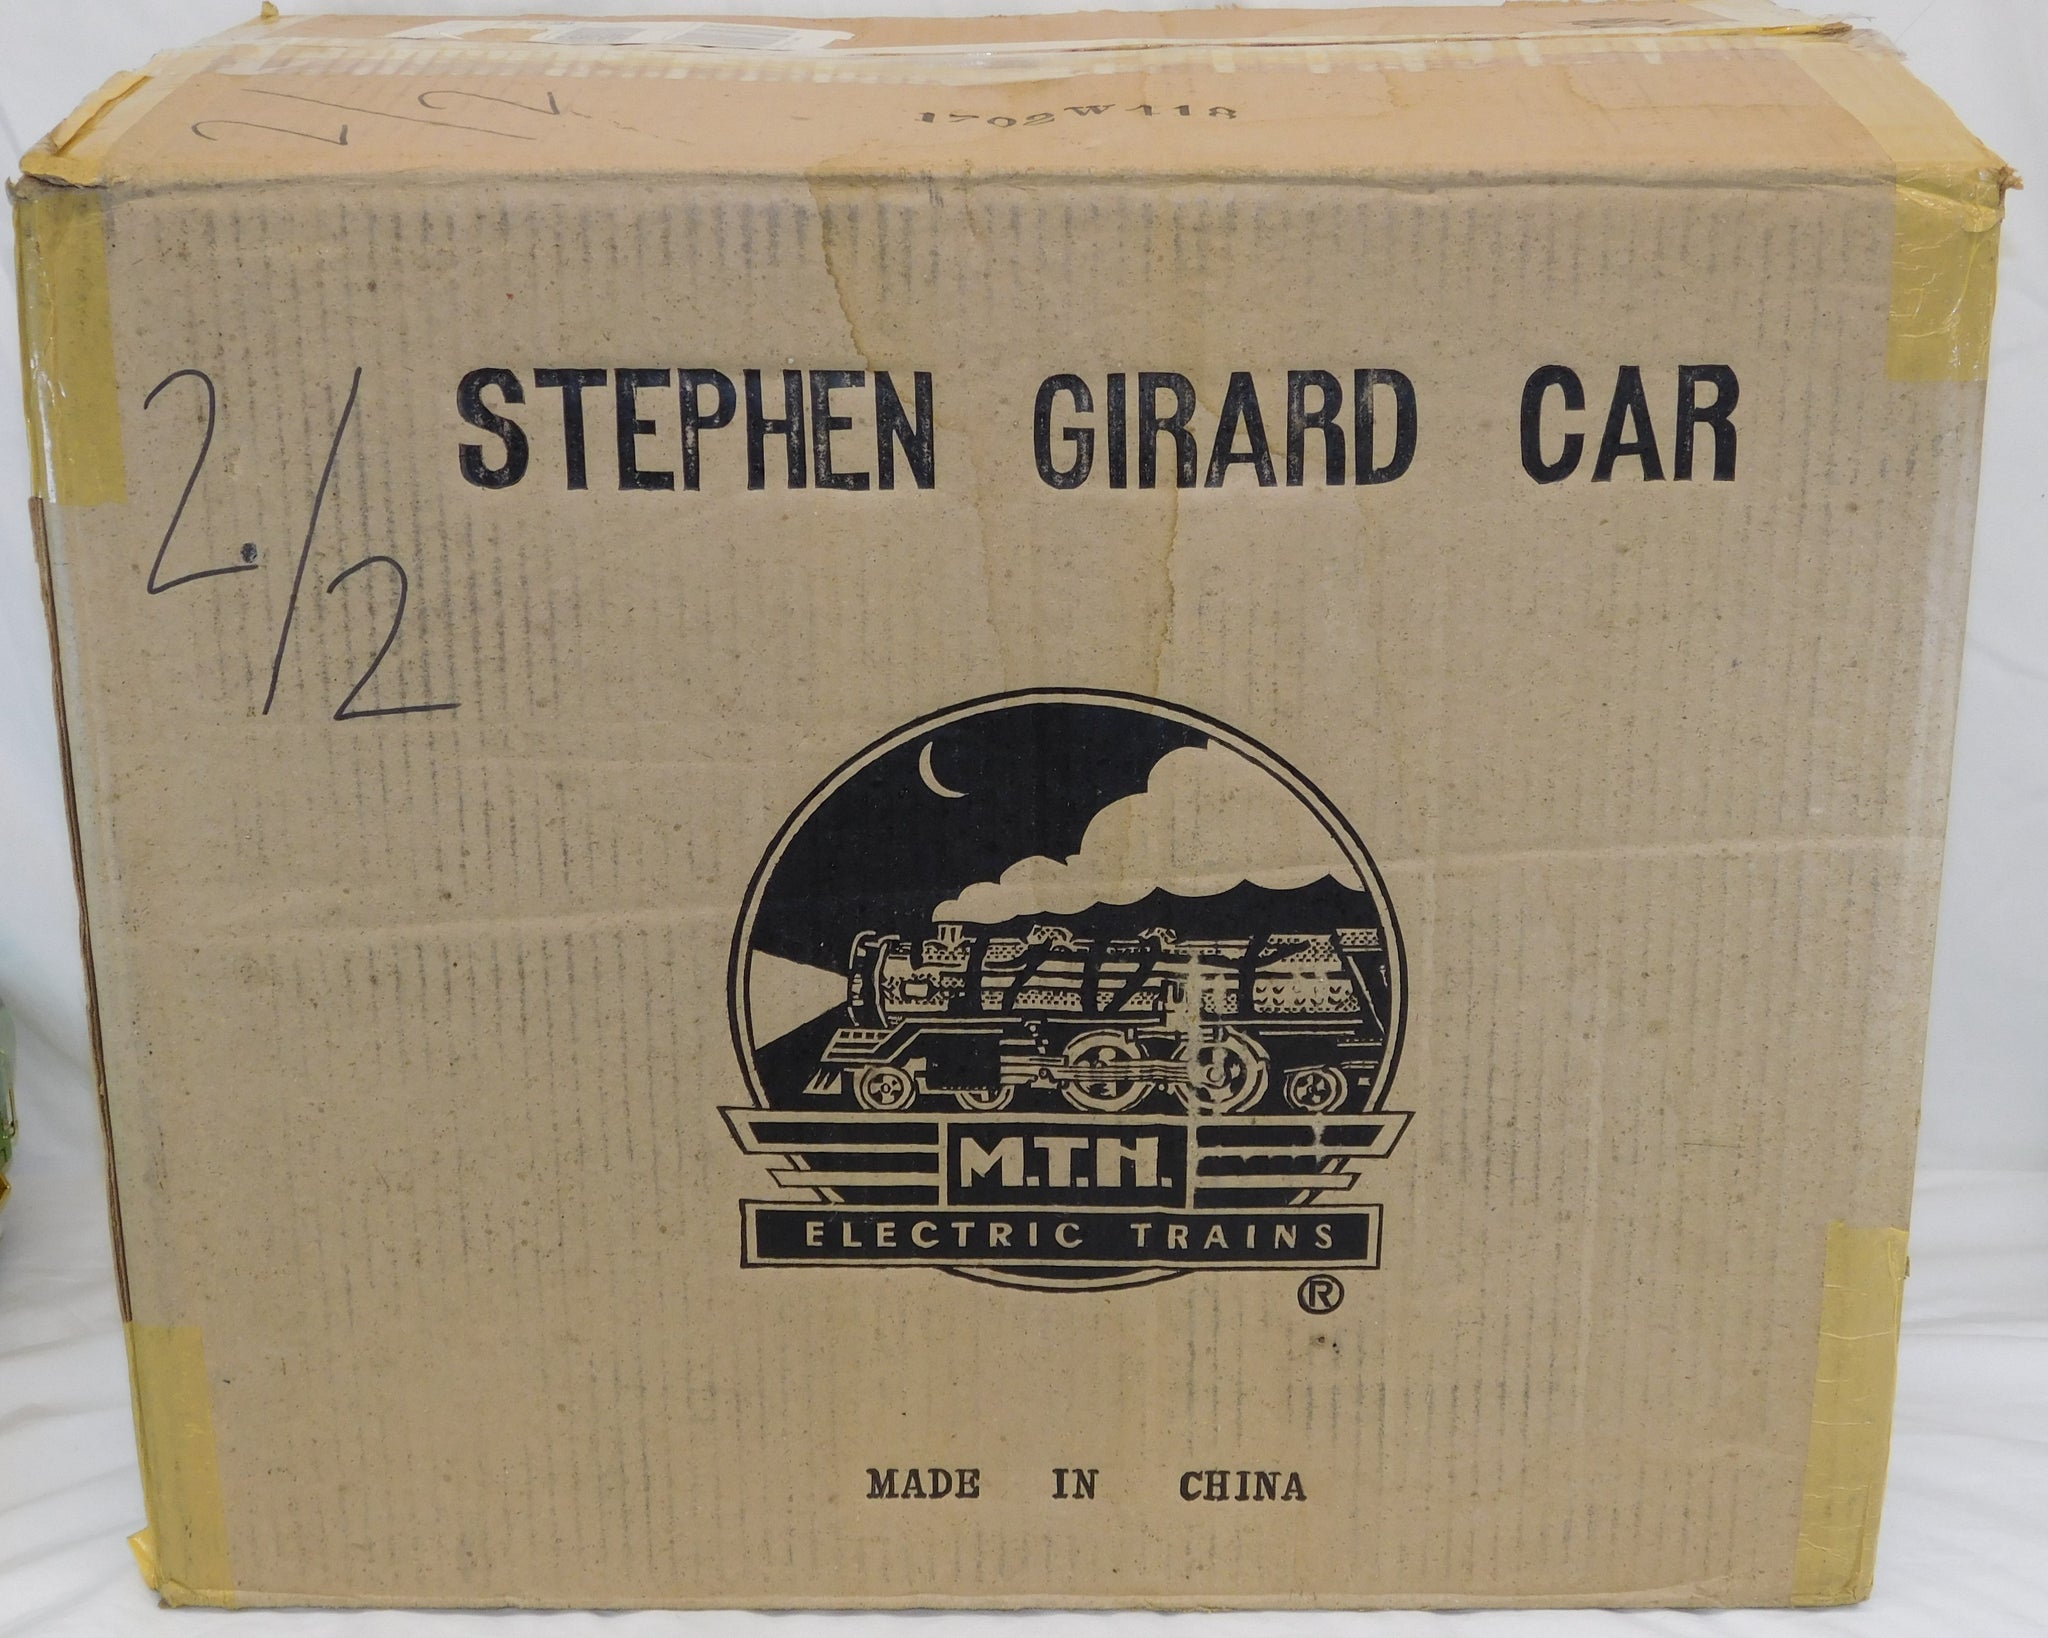 2/2
1702W118
STEPHEN GIRARD CAR
2./2
M.T.H.
ELECTRIC TRAINS
®
MADE IN CHINA